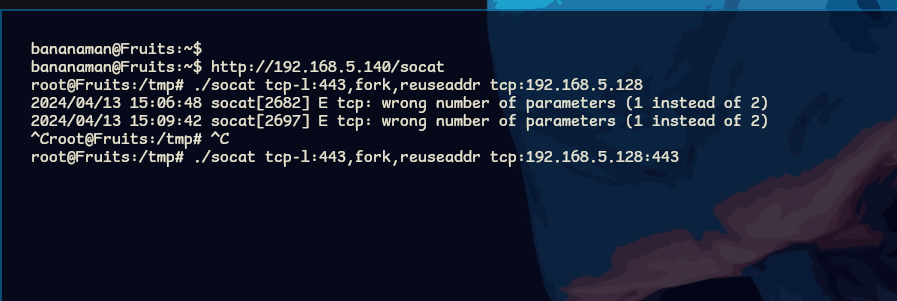 bananaman@Fruits:~$
bananaman@Fruits:~$ http://192.168.5.140/socat
root@Fruits:/tmp# ./socat tcp-l:443,fork,reuseaddr tcp:192.168.5.128
2024/04/13 15:06:48 socat[2682] E tcp: wrong number of parameters (1 instead of 2)
2024/04/13 15:09:42 socat[2697] E tcp: wrong number of parameters (1 instead of 2)
^Croot@Fruits:/tmp# ^C
root@Fruits:/tmp# ./socat tcp-l:443,fork,reuseaddr tcp:192.168.5.128:443